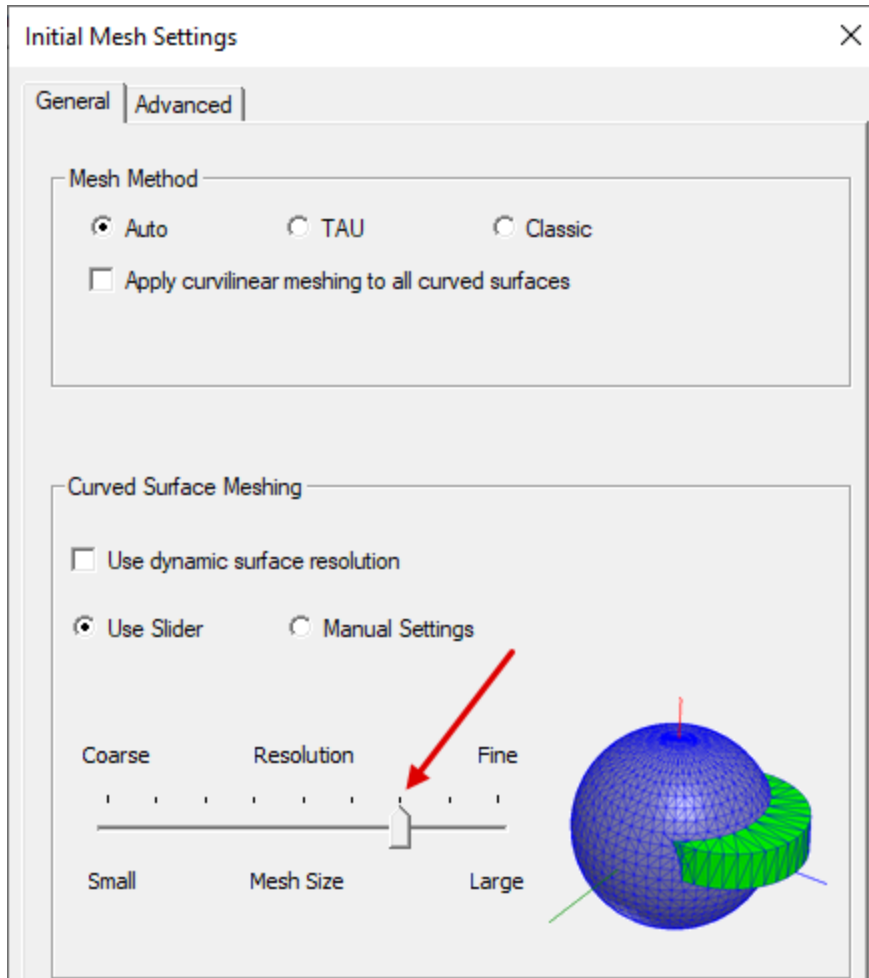 Initial Mesh Settings
General Advanced
Mesh Method
Auto TAU Classic
Apply curvilinear meshing to all curved surfaces
Curved Surface Meshing
Use dynamic surface resolution
Use Slider Manual Settings
Coarse Resolution Fine
Small Mesh Size Large